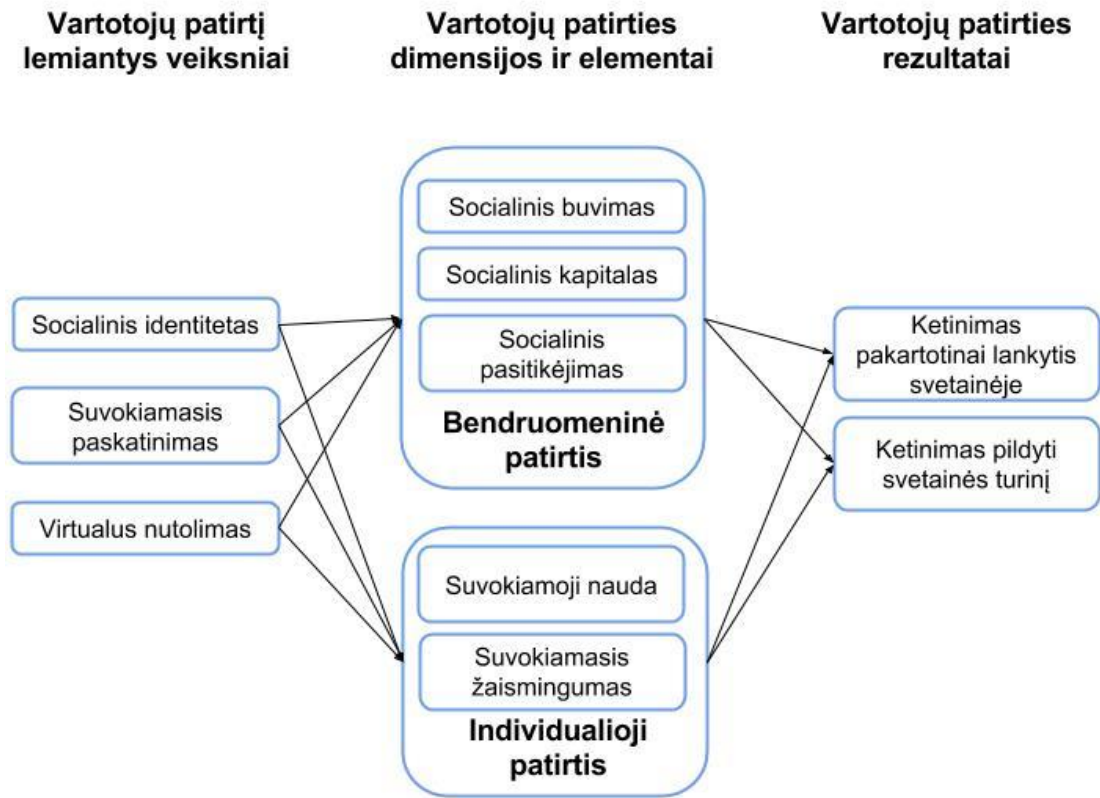 Vartotojų patirtį
lemiantys veiksniai
Vartotojų patirties
dimensijos ir elementai
Vartotojų patirties
rezultatai
Socialinis identitetas
Suvokiamasis
paskatinimas
Virtualus nutolimas
Socialinis buvimas
Socialinis kapitalas
Socialinis
pasitikėjimas
Bendruomeninė
patirtis
Suvokiamoji nauda
Suvokiamasis
žaismingumas
Individualioji
patirtis
Ketinimas
pakartotinai lankytis
svetainėje
Ketinimas pildyti
svetainės turinį